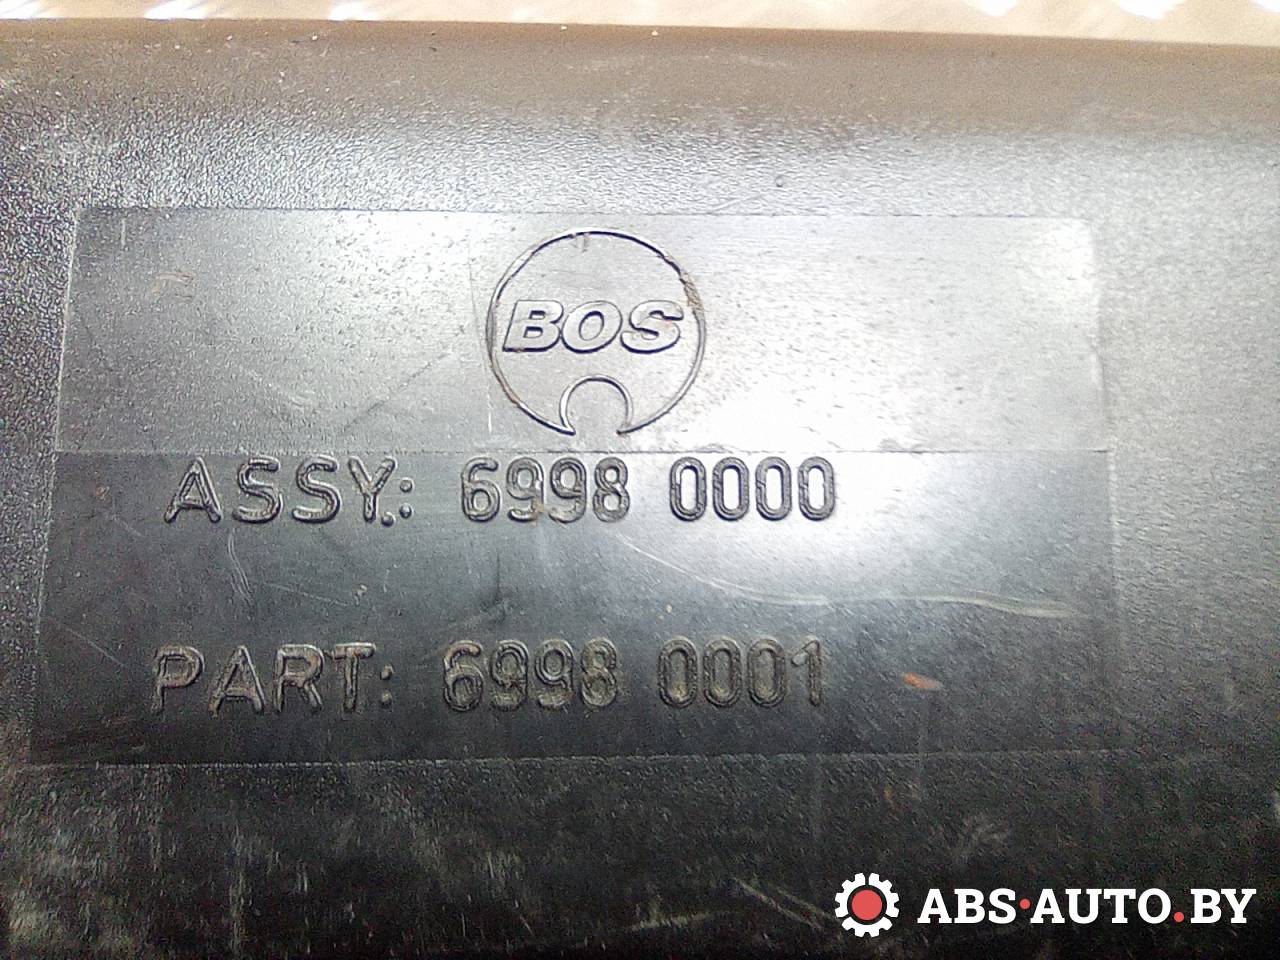 BOS
ASSY.: 6998 0000
PART: 6998 0001
ABS·AUTO.BY